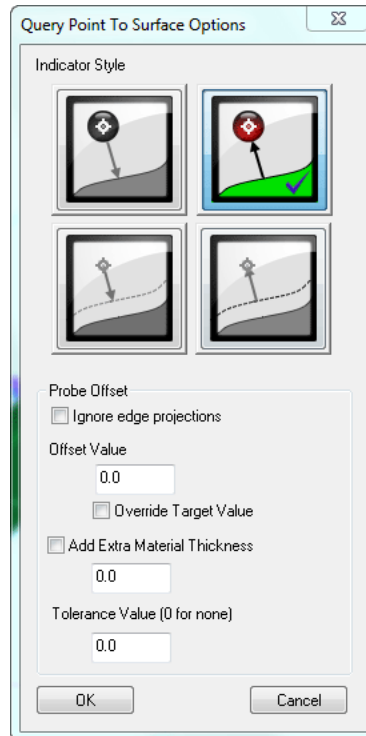 Query Point To Surface Options
Indicator Style
Probe Offset
Ignore edge projections
Offset Value
0.0
Override Target Value
Add Extra Material Thickness
0.0
Tolerance Value (0 for none)
0.0
OK Cancel